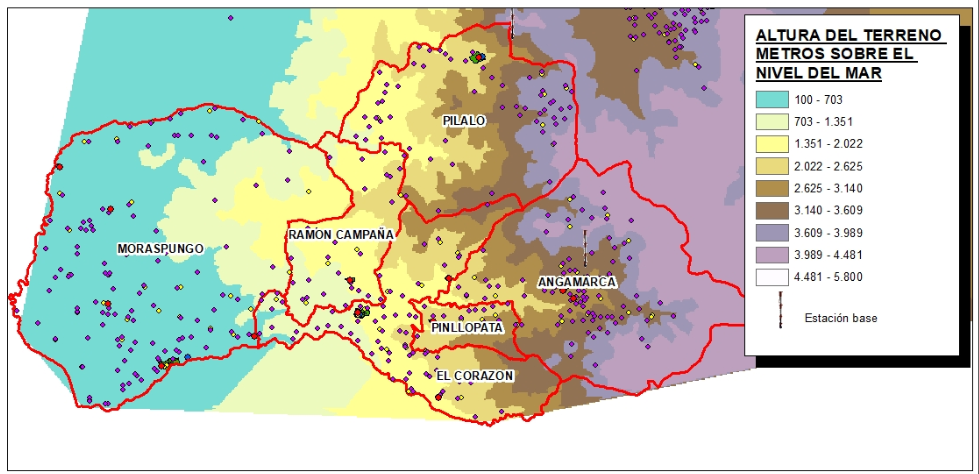 ALTURA DEL TERRENO
METROS SOBRE EL
NIVEL DEL MAR
100 - 703
703 - 1.351
1.351 - 2.022
2.022 - 2.625
2.625 - 3.140
3.140 - 3.609
3.609 - 3.989
3.989 - 4.481
4.481 - 5.800
Estación base
PILALO
MORASPUNGO
RAMON CAMPAÑA
ANGAMARCA
PINLLOPATA
EL CORAZON